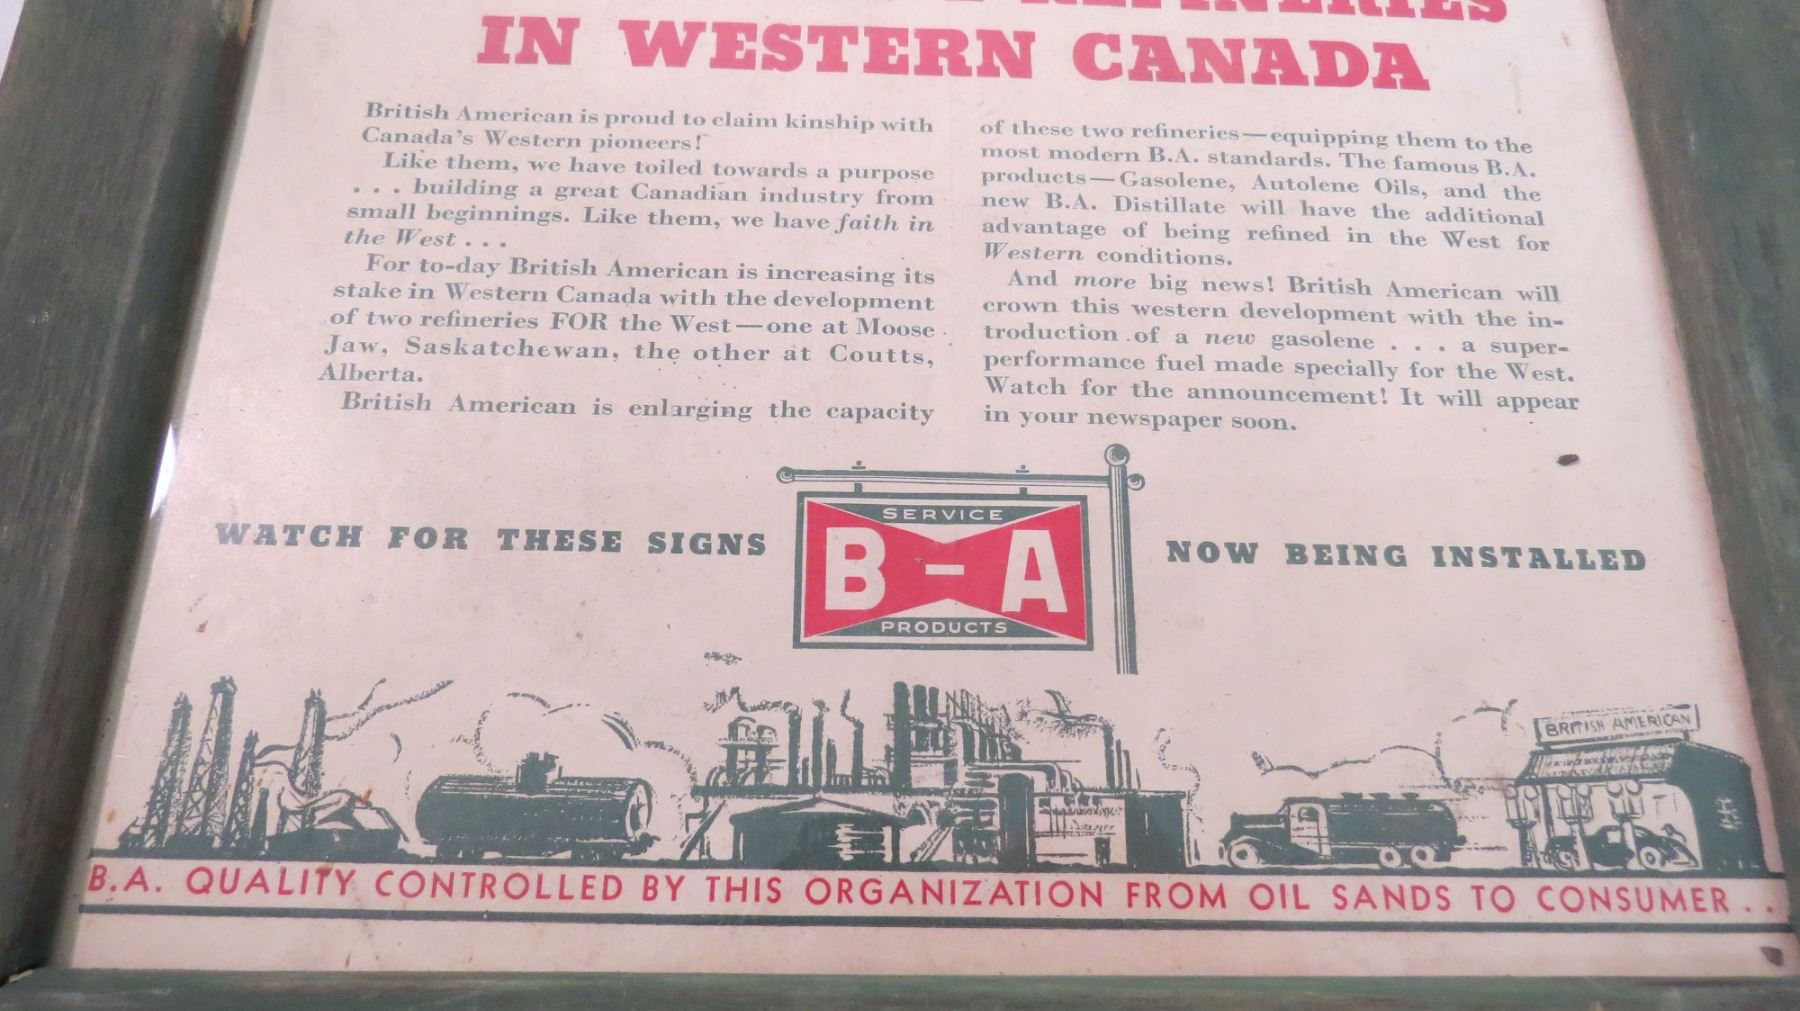 REFINERIES
IN WESTERN CANADA
British American is proud to claim kinship with
Canada's Western pioneers!
Like them, we have toiled towards a purpose
. . . building a great Canadian industry from
small beginnings. Like them, we have faith in
the West . . .
For to-day British American is increasing its
stake in Western Canada with the development
of two refineries FOR the West—one at Moose
Jaw, Saskatchewan, the other at Coutts,
Alberta.
British American is enlarging the capacity
of these two refineries—equipping them to the
most modern B.A. standards. The famous B.A.
products—Gasolene, Autolene Oils, and the
new B.A. Distillate will have the additional
advantage of being refined in the West for
Western conditions.
And more big news! British American will
crown this western development with the in-
troduction of a new gasolene . . . a super-
performance fuel made specially for the West.
Watch for the announcement! It will appear
in your newspaper soon.
WATCH FOR THESE SIGNS
SERVICE
B-A
PRODUCTS
NOW BEING INSTALLED
BRITISH AMERICAN
B.A. QUALITY CONTROLLED BY THIS ORGANIZATION FROM OIL SANDS TO CONSUMER . .